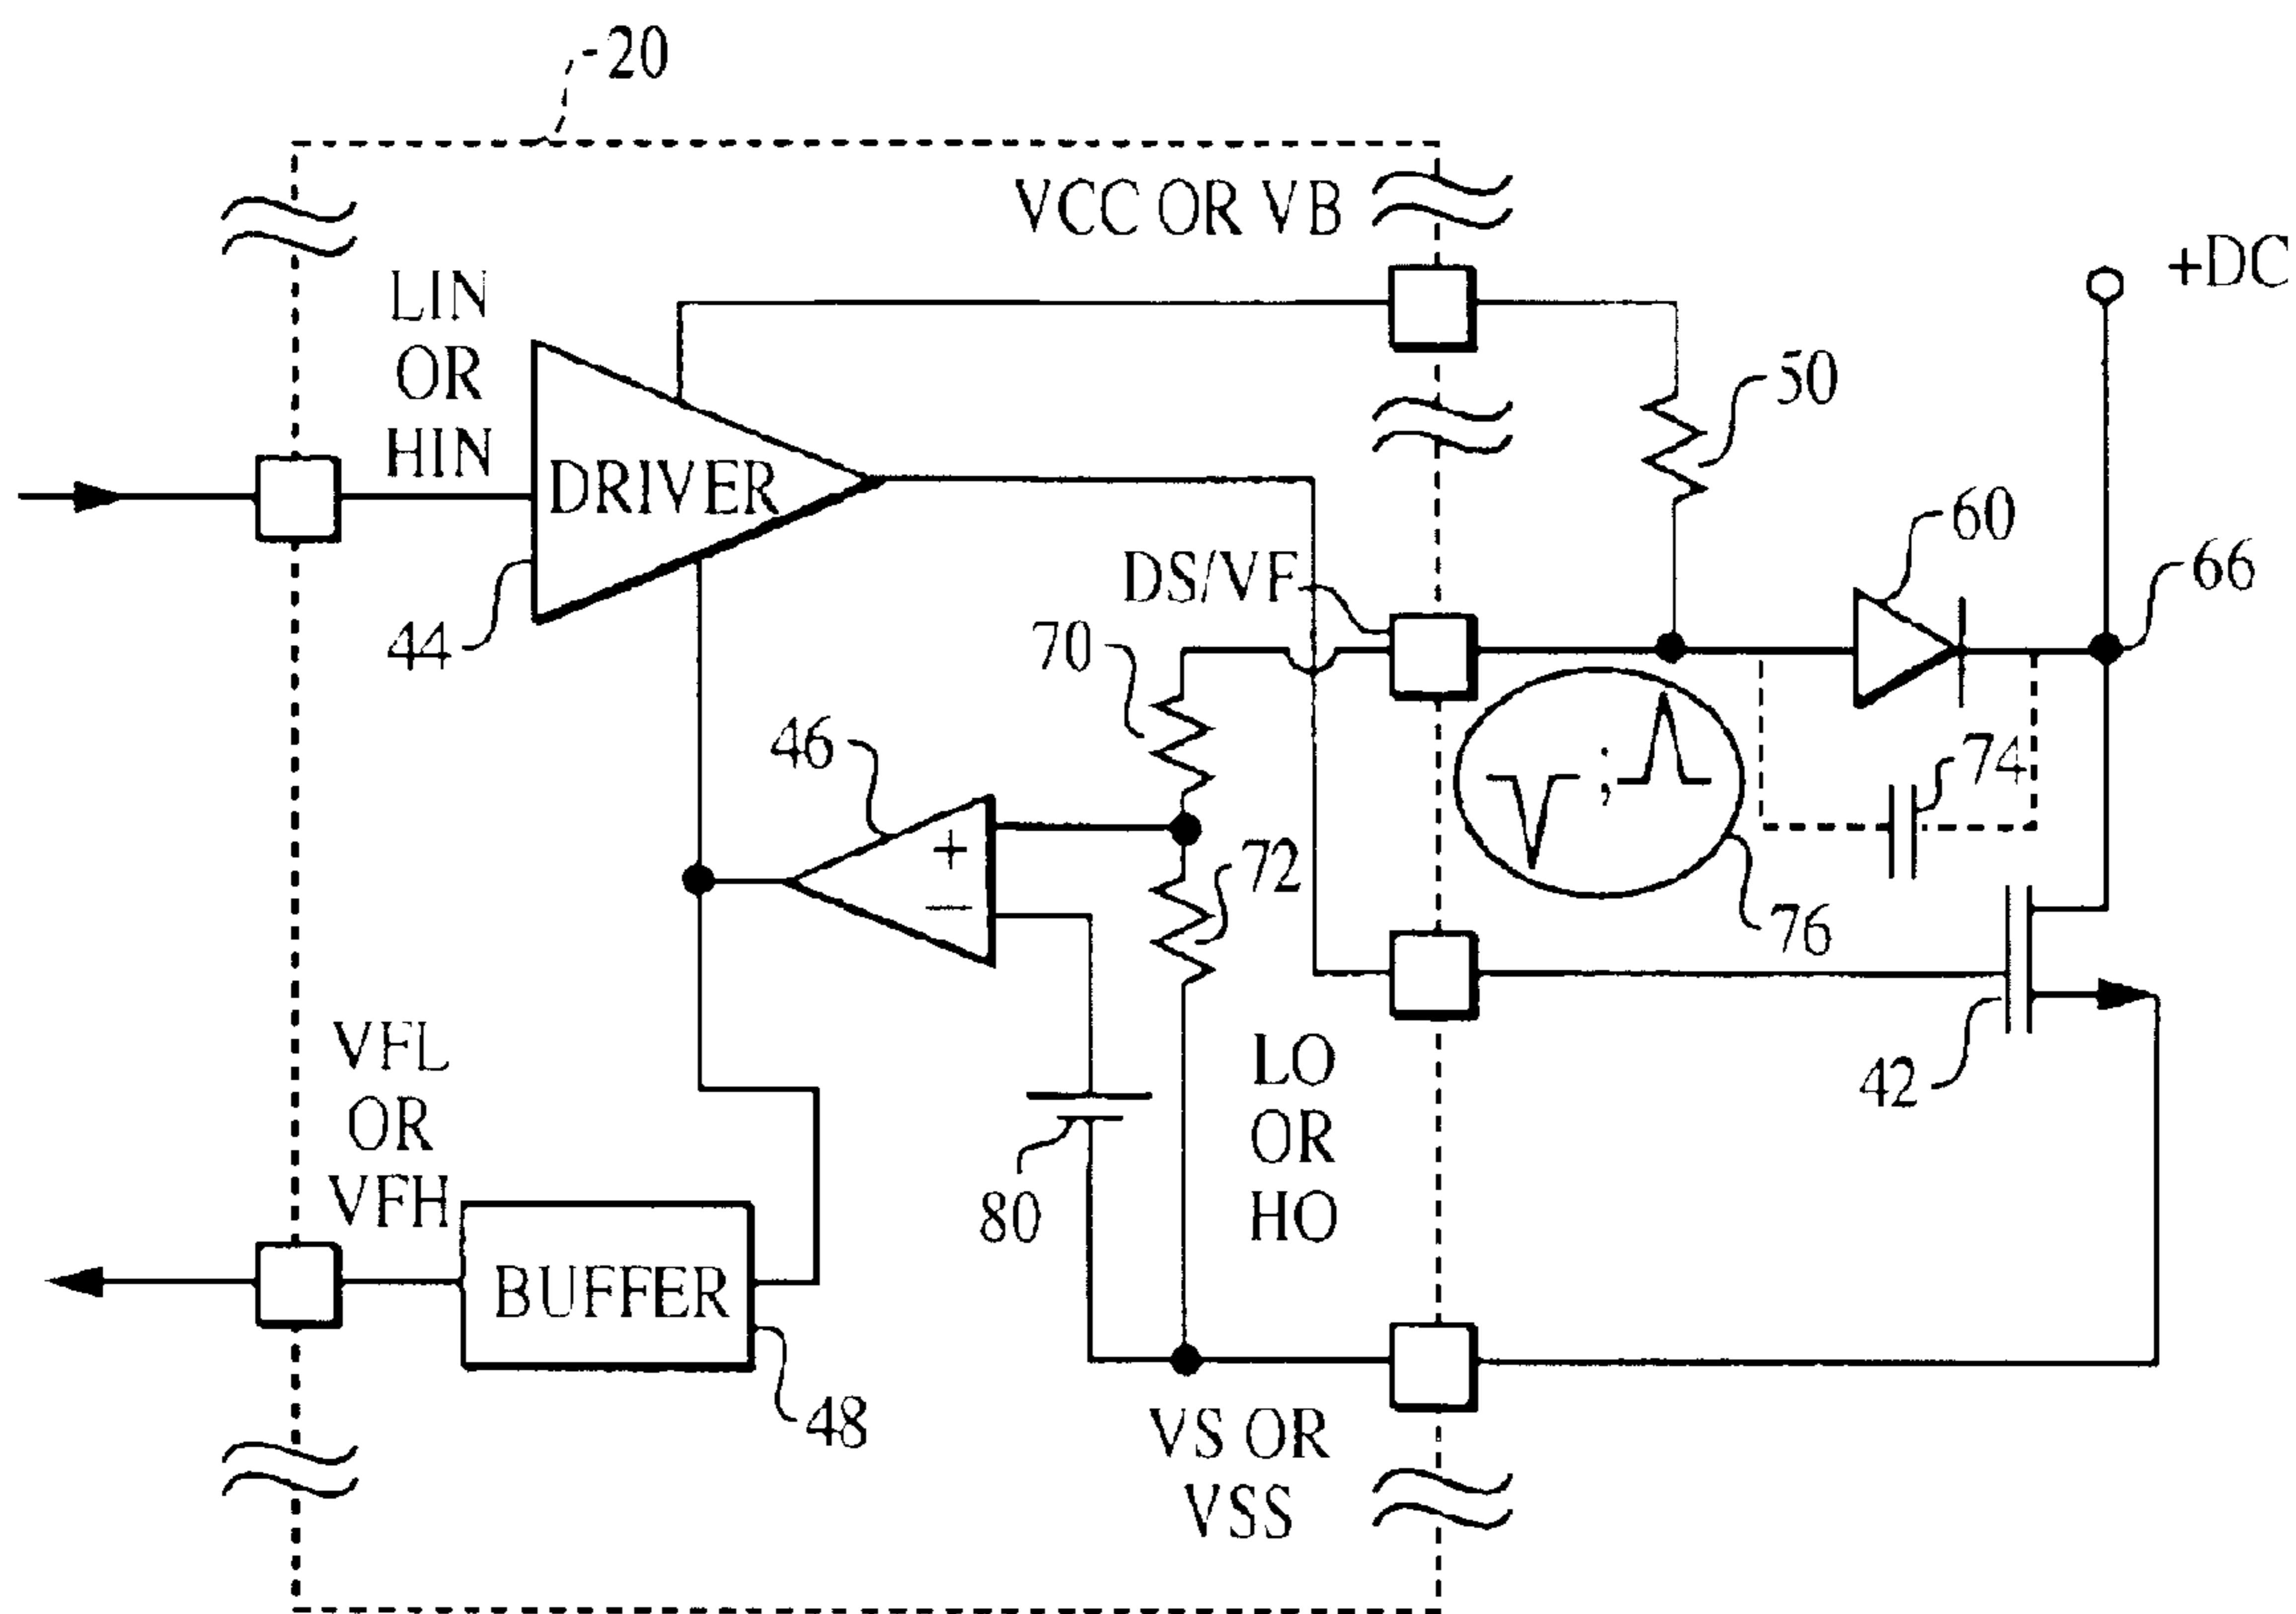 20
VCC OR VB
+DC
LIN
OR
HIN
50
DRIVER
60
DS/VF
66
44
70
46
+
−
;
74
72
76
VFL
OR
VFH
LO
OR
HO
42
80
BUFFER
48
VS OR
VSS